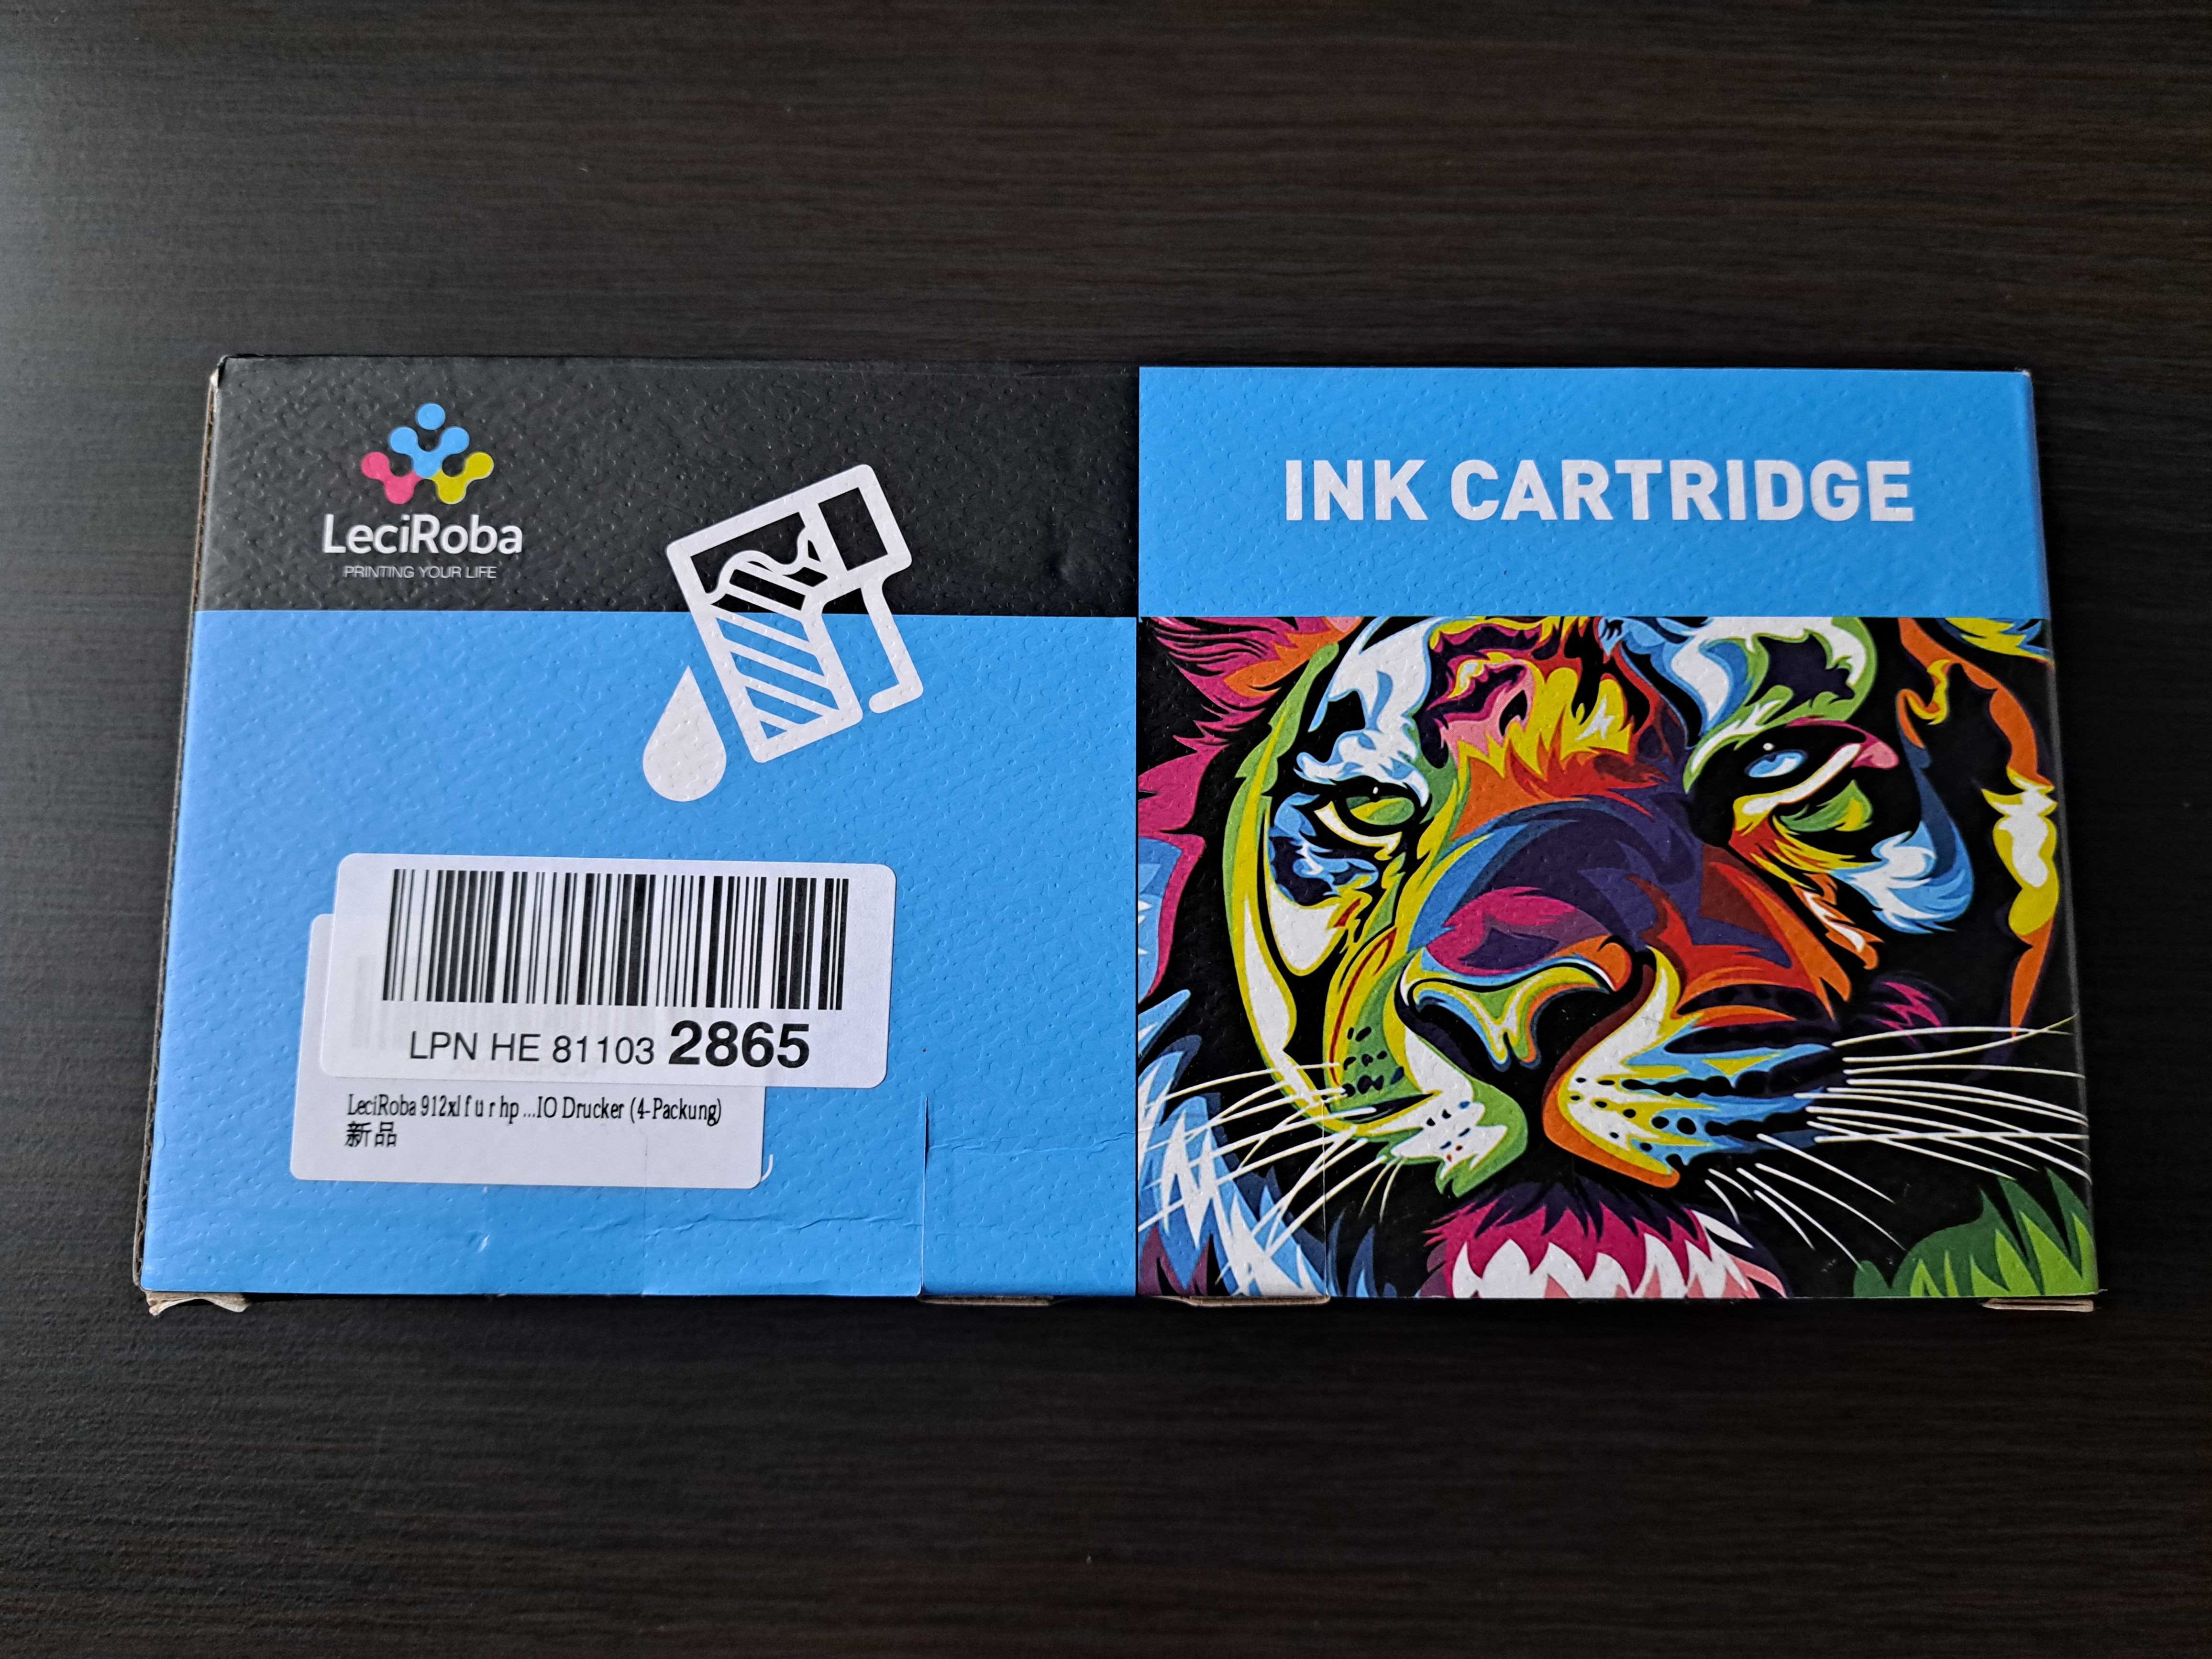 LeciRoba
PRINTING YOUR LIFE
INK CARTRIDGE
LPN HE 81103 2865
LeciRoba 912xl f ü r hp ...IO Drucker (4-Packung)
新品